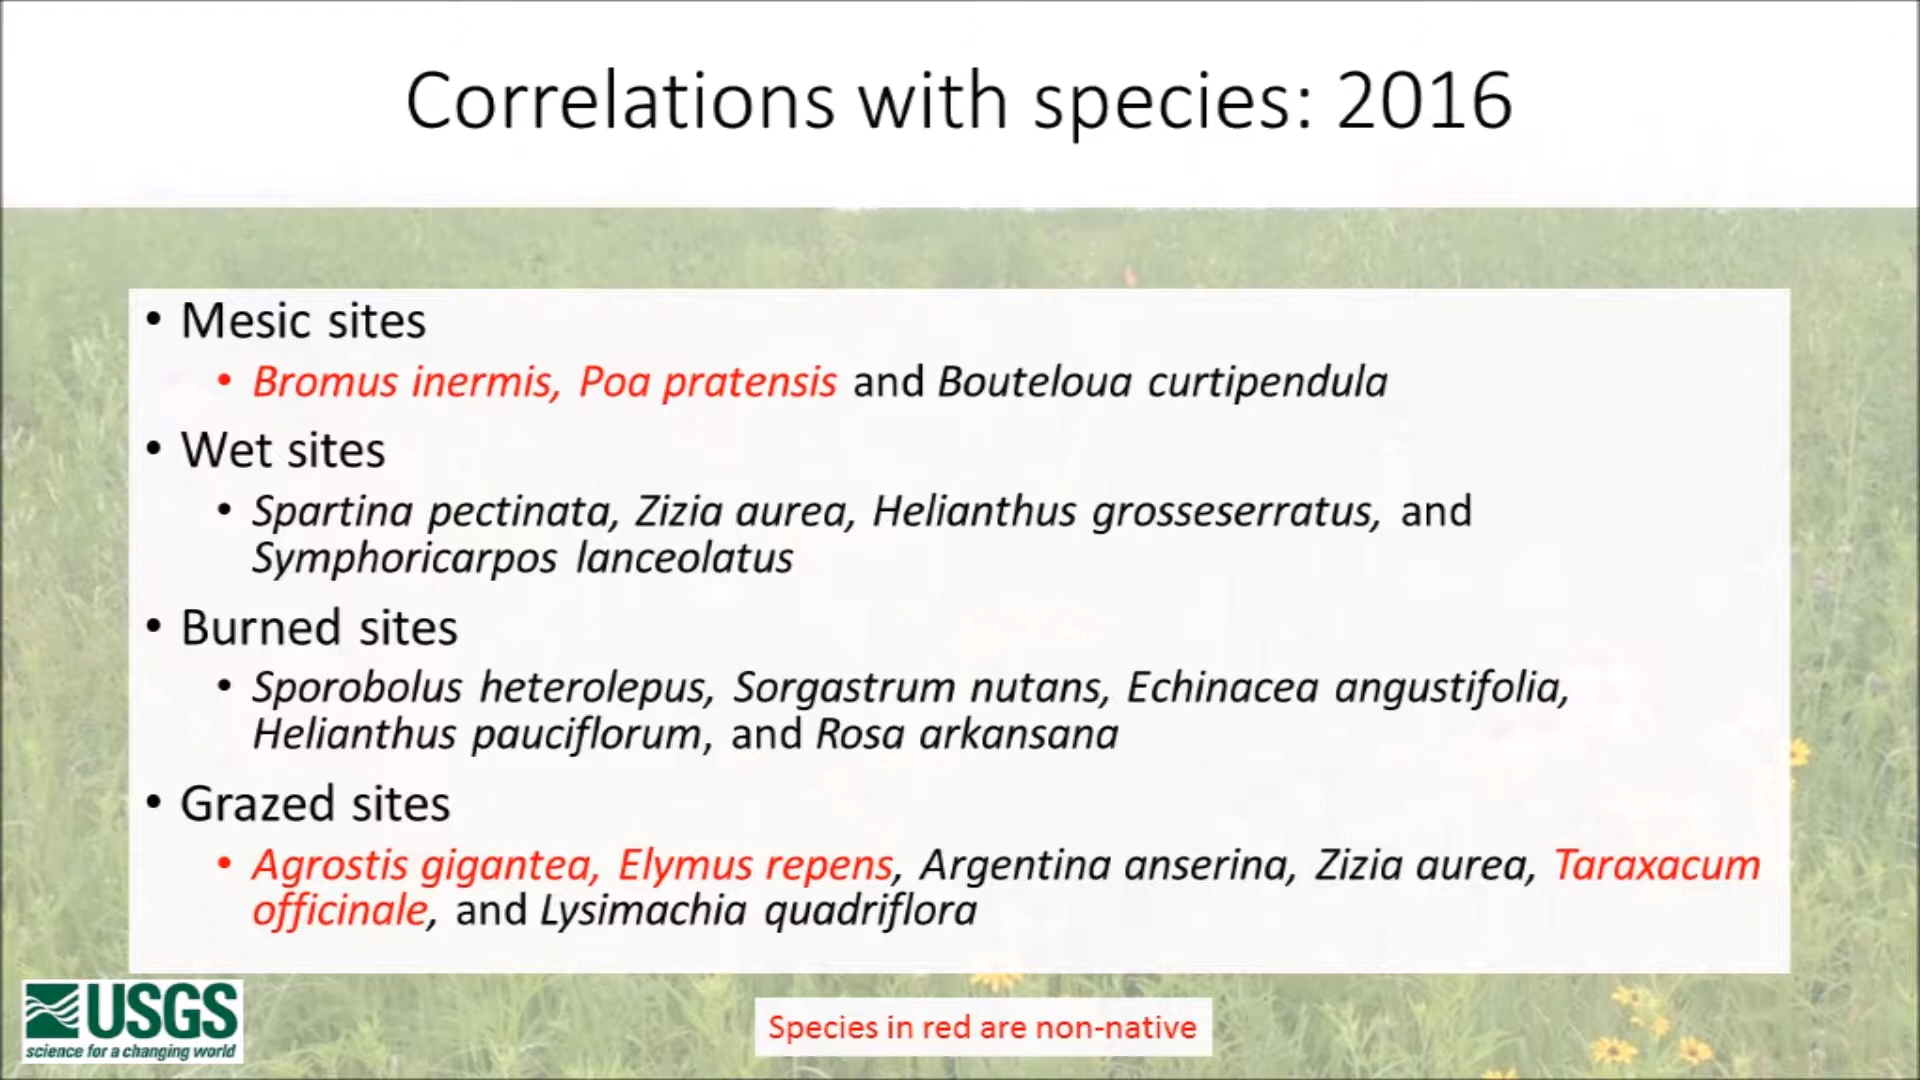 Correlations with species: 2016
• Mesic sites
• Bromus inermis, Poa pratensis and Bouteloua curtipendula
• Wet sites
• Spartina pectinata, Zizia aurea, Helianthus grosseserratus, and
Symphoricarpos lanceolatus
• Burned sites
• Sporobolus heterolepus, Sorgastrum nutans, Echinacea angustifolia,
Helianthus pauciflorum, and Rosa arkansana
• Grazed sites
• Agrostis gigantea, Elymus repens, Argentina anserina, Zizia aurea, Taraxacum
officinale, and Lysimachia quadriflora
USGS
science for a changing world
Species in red are non-native